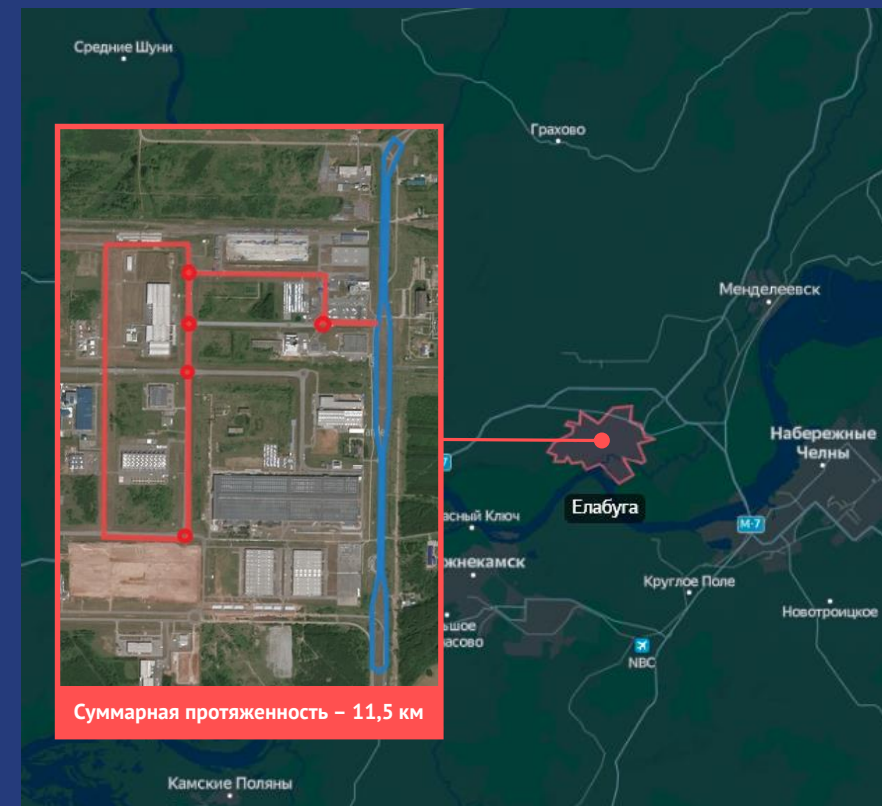 Средние Шуни
Грахово
Менделеевск
Набережные
Челны
Елабуга
М-7
Круглое Поле
Новотроицкое
NBC
Суммарная протяженность – 11,5 км
Камские Поляны